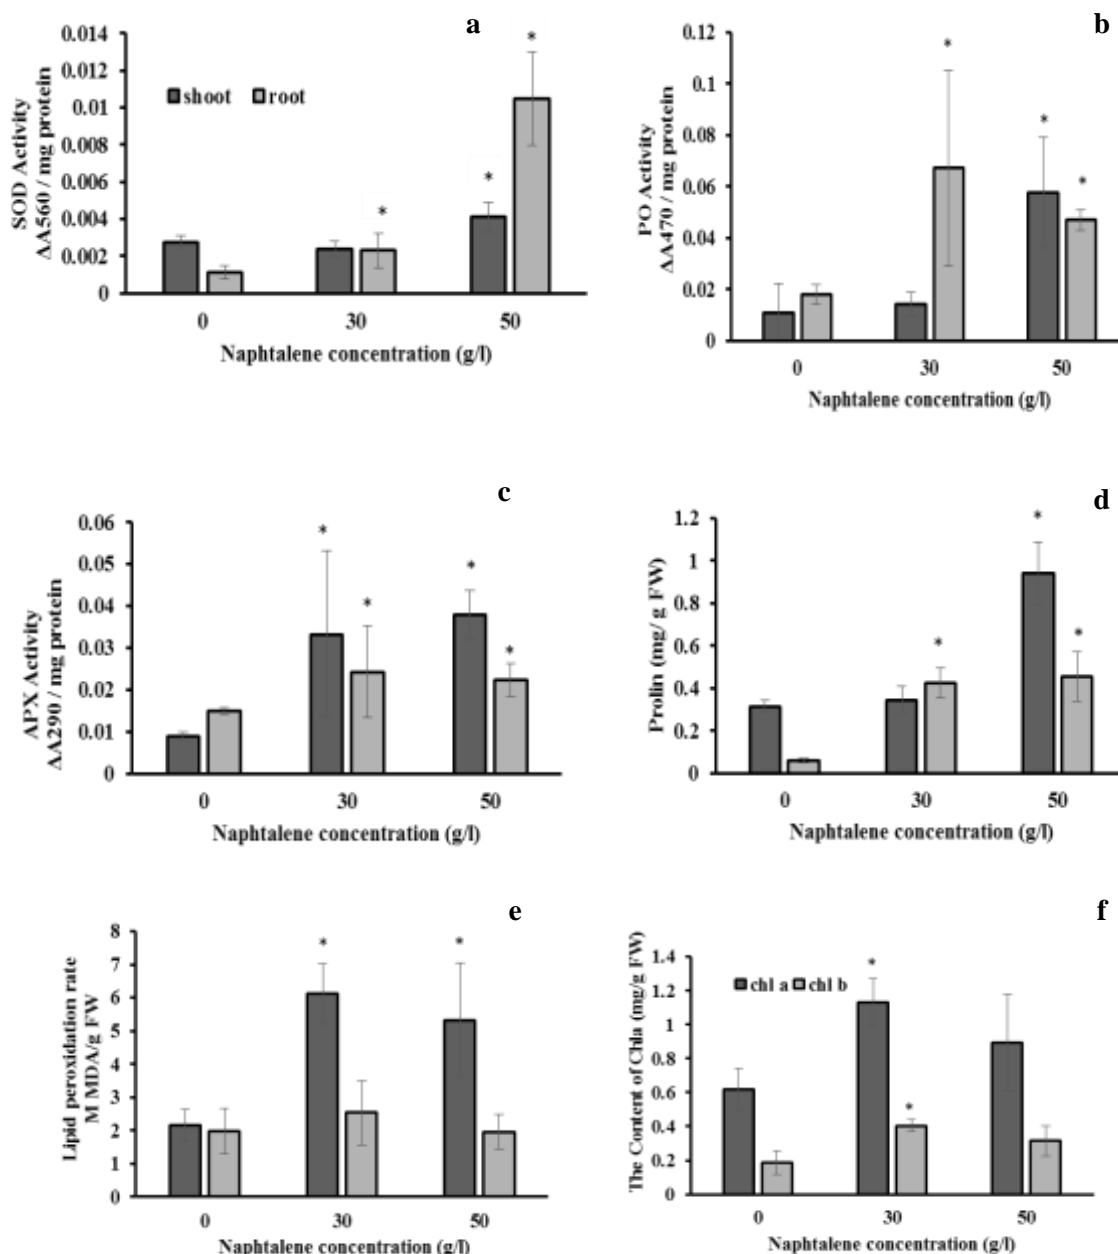 a
0.014
0.012
0.01
0.008
0.006
0.004
0.002
0
SOD Activity
ΔA560 / mg protein
shoot root
*
*
*
0 30 50
Naphtalene concentration (g/l)
b
0.12
0.1
0.08
0.06
0.04
0.02
0
PO Activity
ΔA470 / mg protein
*
*
*
0 30 50
Naphtalene concentration (g/l)
c
0.06
0.05
0.04
0.03
0.02
0.01
0
APX Activity
ΔA290 / mg protein
*
*
*
*
0 30 50
Naphtalene concentration (g/l)
d
1.2
1
0.8
0.6
0.4
0.2
0
Prolin (mg/ g FW)
*
*
*
0 30 50
Naphtalene concentration (g/l)
e
8
7
6
5
4
3
2
1
0
Lipid peroxidation rate
M MDA/g FW
*
*
0 30 50
Naphtalene concentration (g/l)
f
1.4
1.2
1
0.8
0.6
0.4
0.2
0
The Content of Chla (mg/g FW)
chl a chl b
*
*
0 30 50
Naphtalene concentration (g/l)